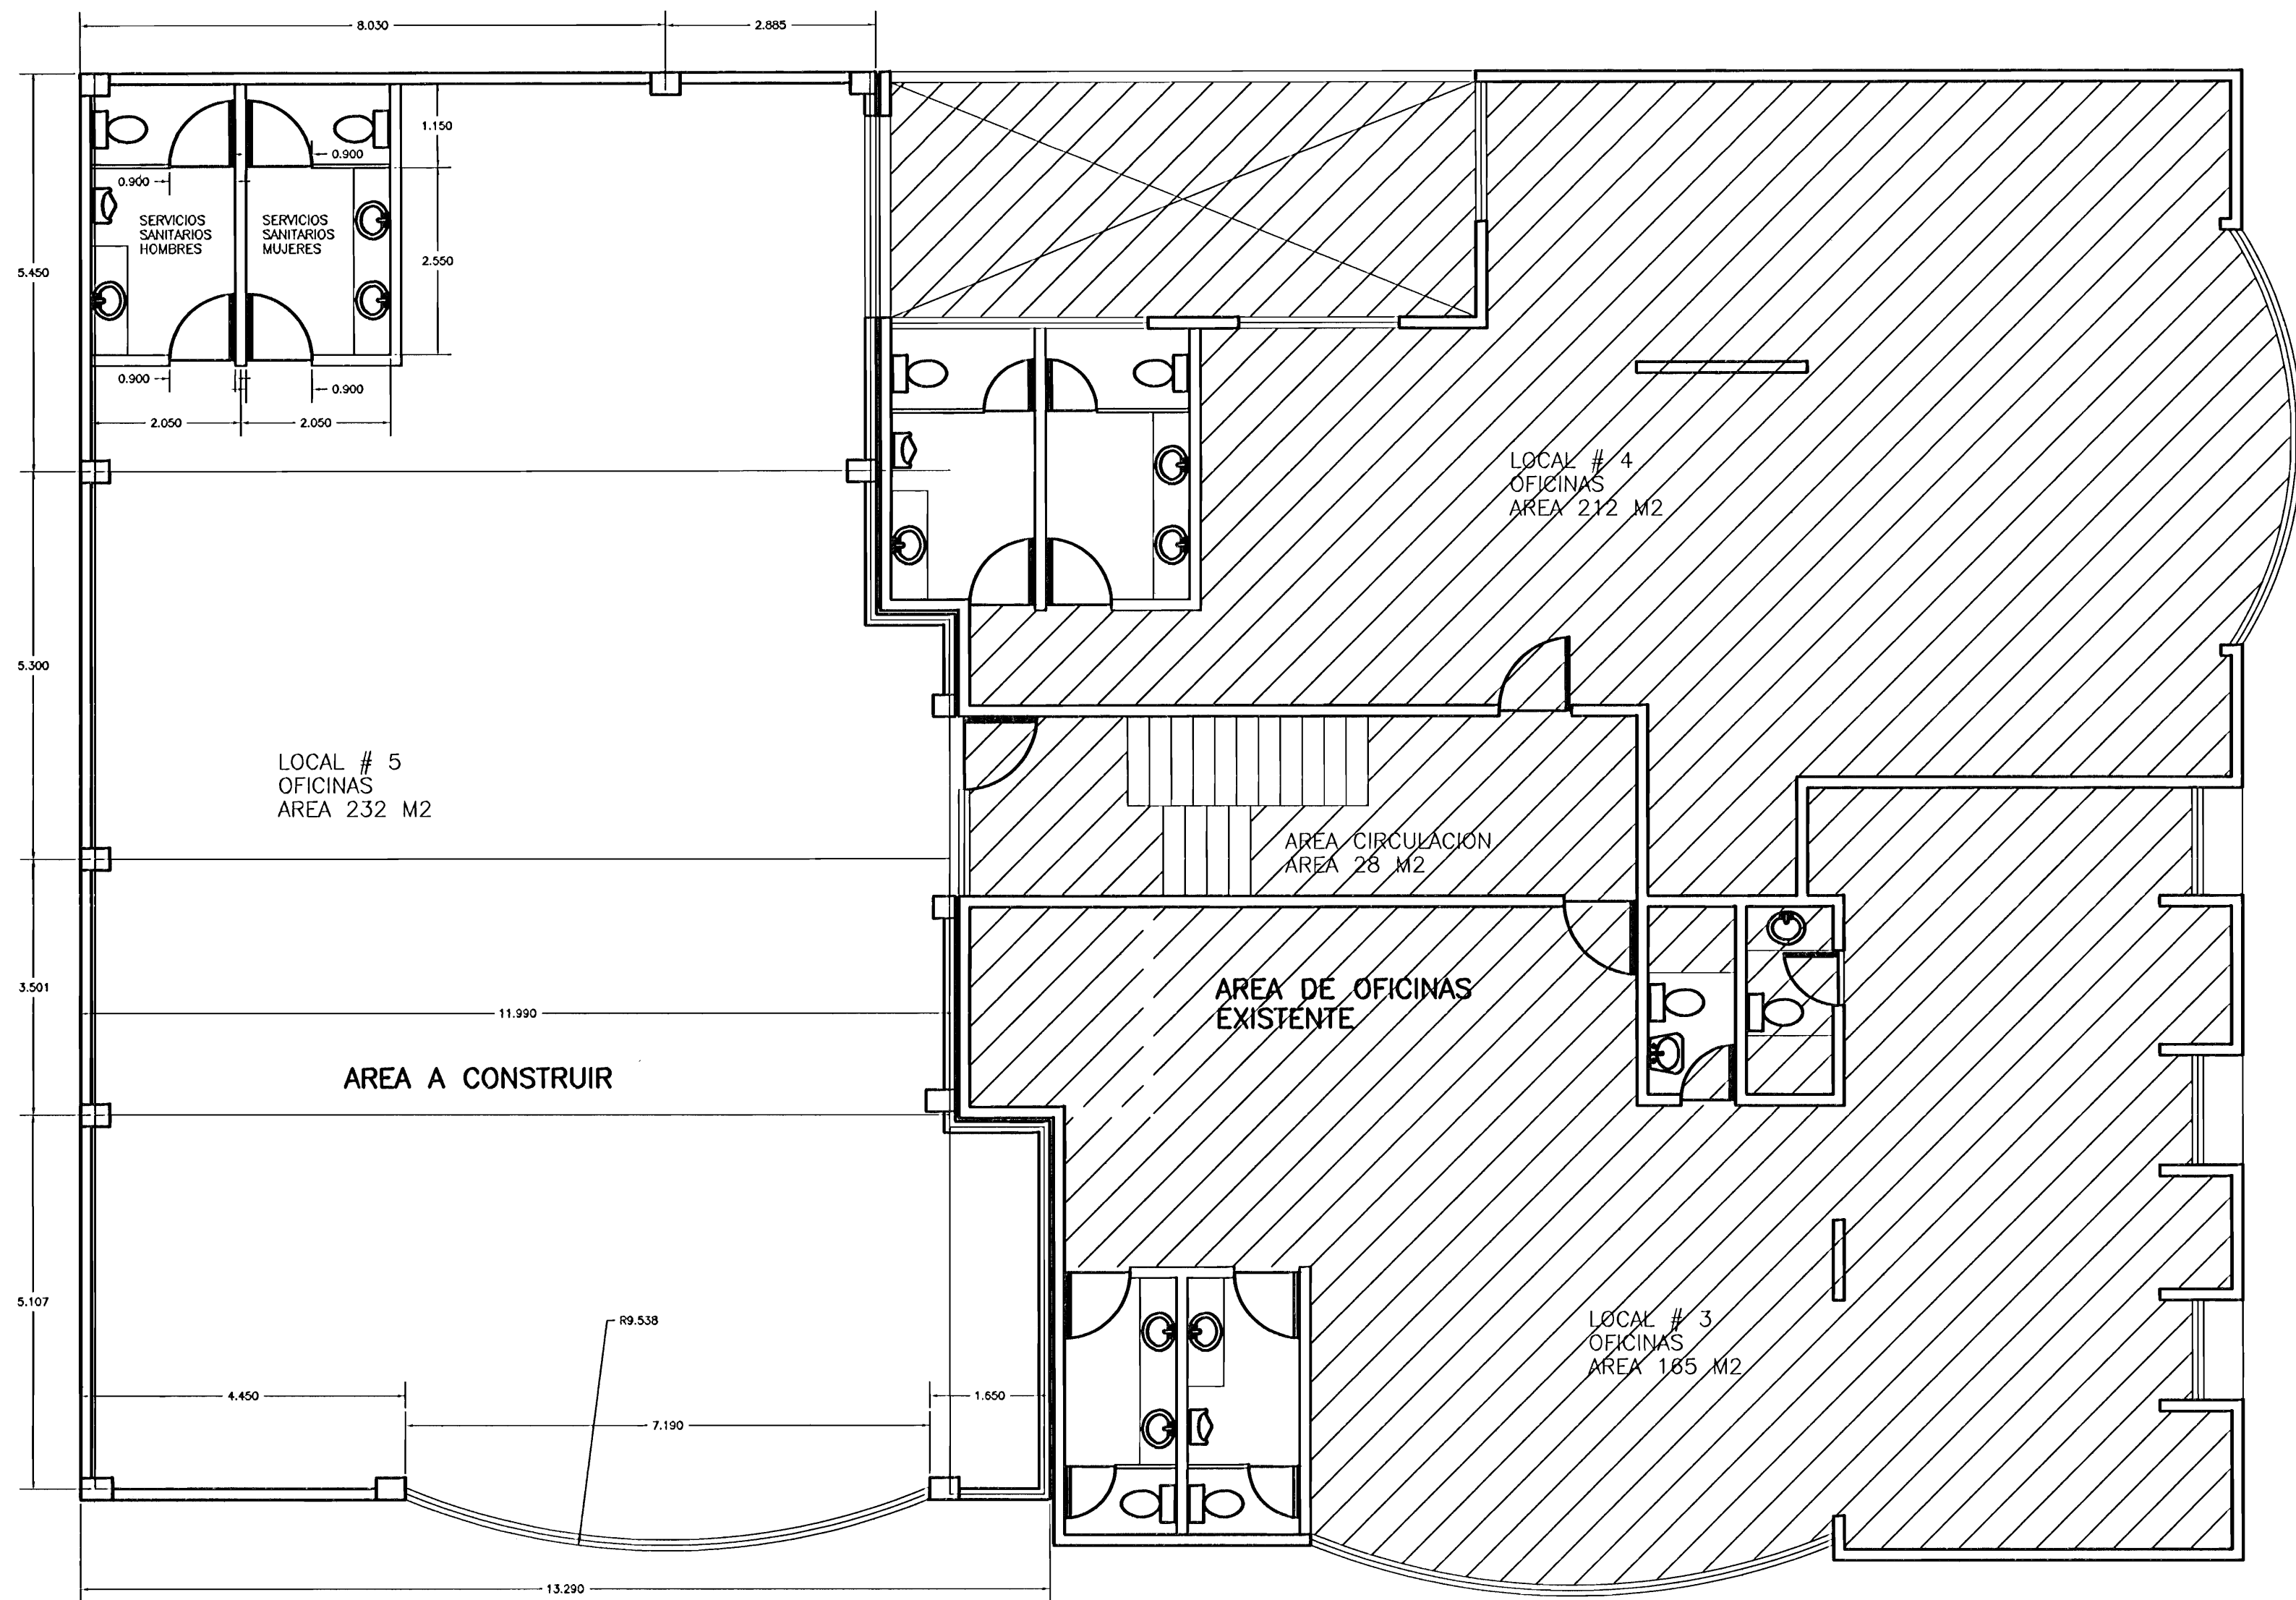 8.030
2.885
1.150
0.900
0.900
SERVICIOS
SANITARIOS
HOMBRES
SERVICIOS
SANITARIOS
MUJERES
2.550
5.450
0.900
0.900
2.050
2.050
LOCAL # 4
OFICINAS
AREA 212 M2
5.300
LOCAL # 5
OFICINAS
AREA 232 M2
AREA CIRCULACION
AREA 28 M2
3.501
11.990
AREA DE OFICINAS
EXISTENTE
AREA A CONSTRUIR
5.107
R9.538
LOCAL # 3
OFICINAS
AREA 165 M2
4.450
1.650
7.190
13.290